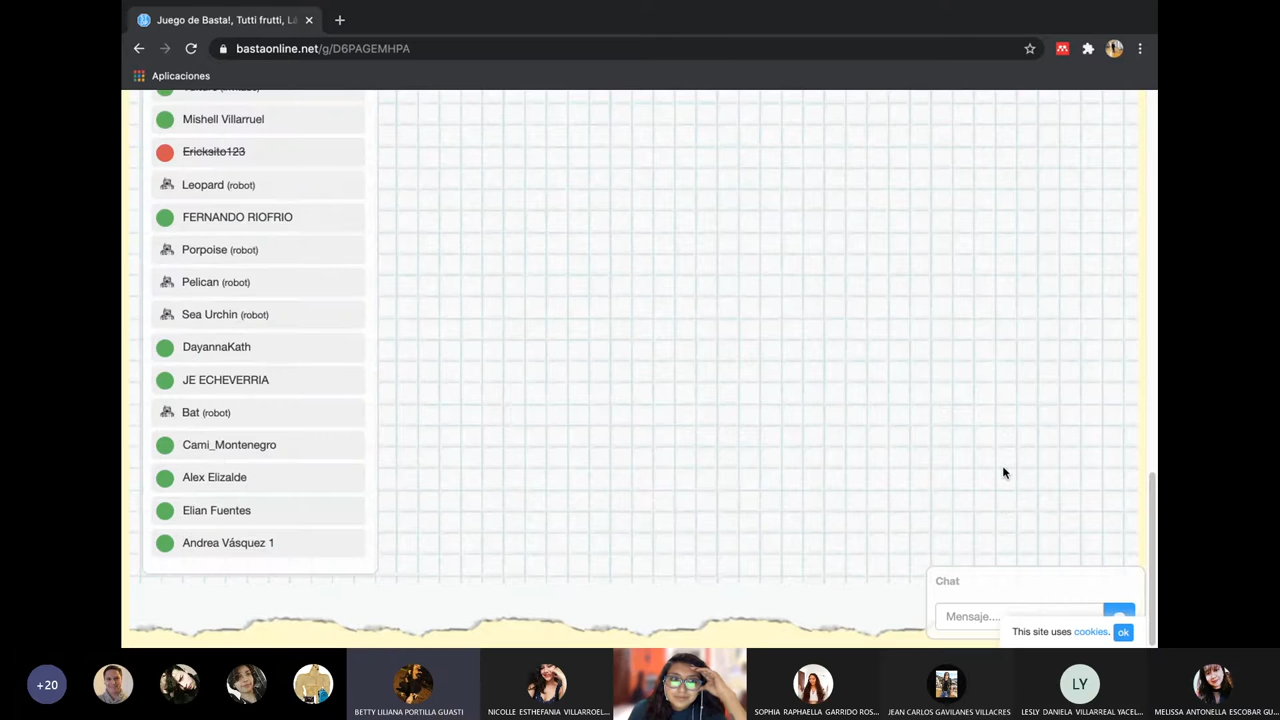 Juego de Basta!, Tutti frutti, Lá
bastaonline.net/g/D6PAGEMHPA
Aplicaciones
Mishell Villarruel
Ericksito123
Leopard (robot)
FERNANDO RIOFRIO
Porpoise (robot)
Pelican (robot)
Sea Urchin (robot)
DayannaKath
JE ECHEVERRIA
Bat (robot)
Cami_Montenegro
Alex Elizalde
Elian Fuentes
Andrea Vásquez 1
Chat
Mensaje....
This site uses cookies. ok
+20
BETTY LILIANA PORTILLA GUASTI
NICOLLE ESTHEFANIA VILLARROEL...
SOPHIA RAPHAELLA GARRIDO ROS...
JEAN CARLOS GAVILANES VILLACRES
LY
LESLY DANIELA VILLARREAL YACEL...
MELISSA ANTONELLA ESCOBAR GU...